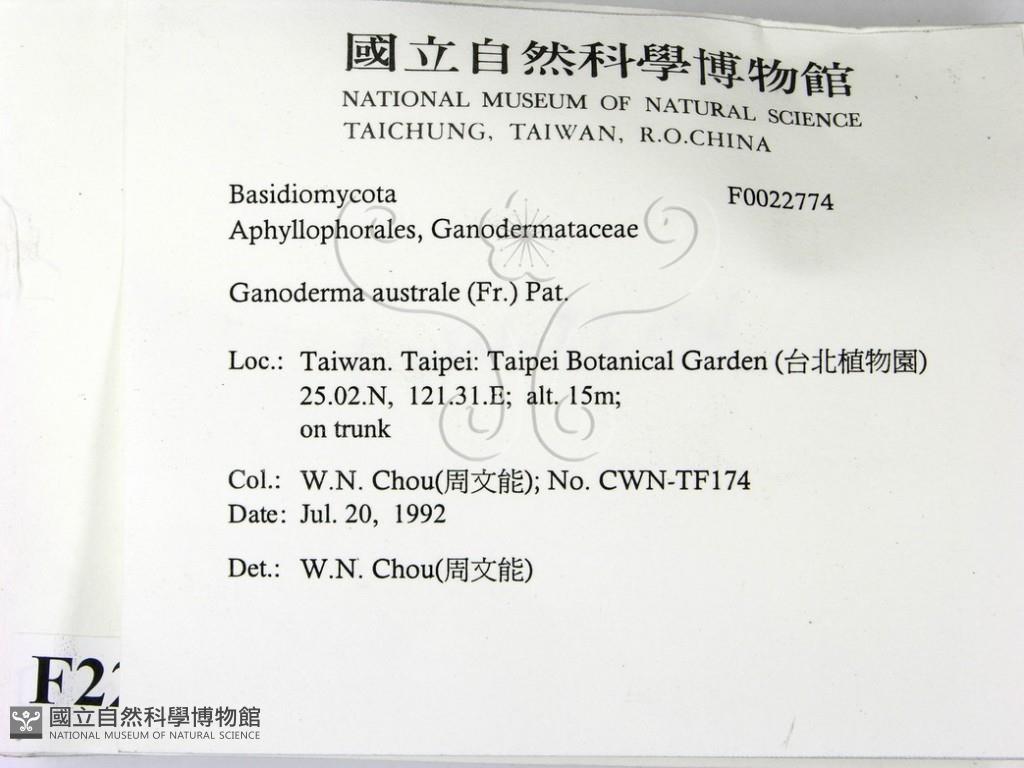 國立自然科學博物館
NATIONAL MUSEUM OF NATURAL SCIENCE
TAICHUNG, TAIWAN, R.O.CHINA
Basidiomycota F0022774
Aphyllophorales, Ganodermataceae
Ganoderma australe (Fr.) Pat.
Loc.: Taiwan. Taipei: Taipei Botanical Garden (台北植物園)
25.02.N, 121.31.E; alt. 15m;
on trunk
Col.: W.N. Chou(周文能); No. CWN-TF174
Date: Jul. 20, 1992
Det.: W.N. Chou(周文能)
F22
國立自然科學博物館
NATIONAL MUSEUM OF NATURAL SCIENCE